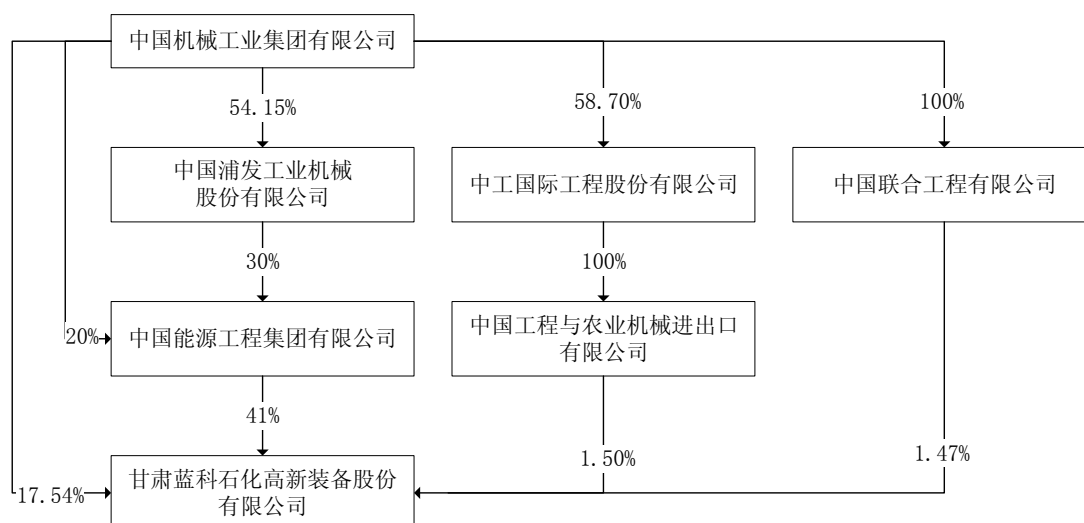 中国机械工业集团有限公司
54.15%
58.70%
100%
中国浦发工业机械
股份有限公司
中工国际工程股份有限公司
中国联合工程有限公司
30%
100%
20%
中国能源工程集团有限公司
中国工程与农业机械进出口
有限公司
41%
1.50%
1.47%
17.54%
甘肃蓝科石化高新装备股份
有限公司